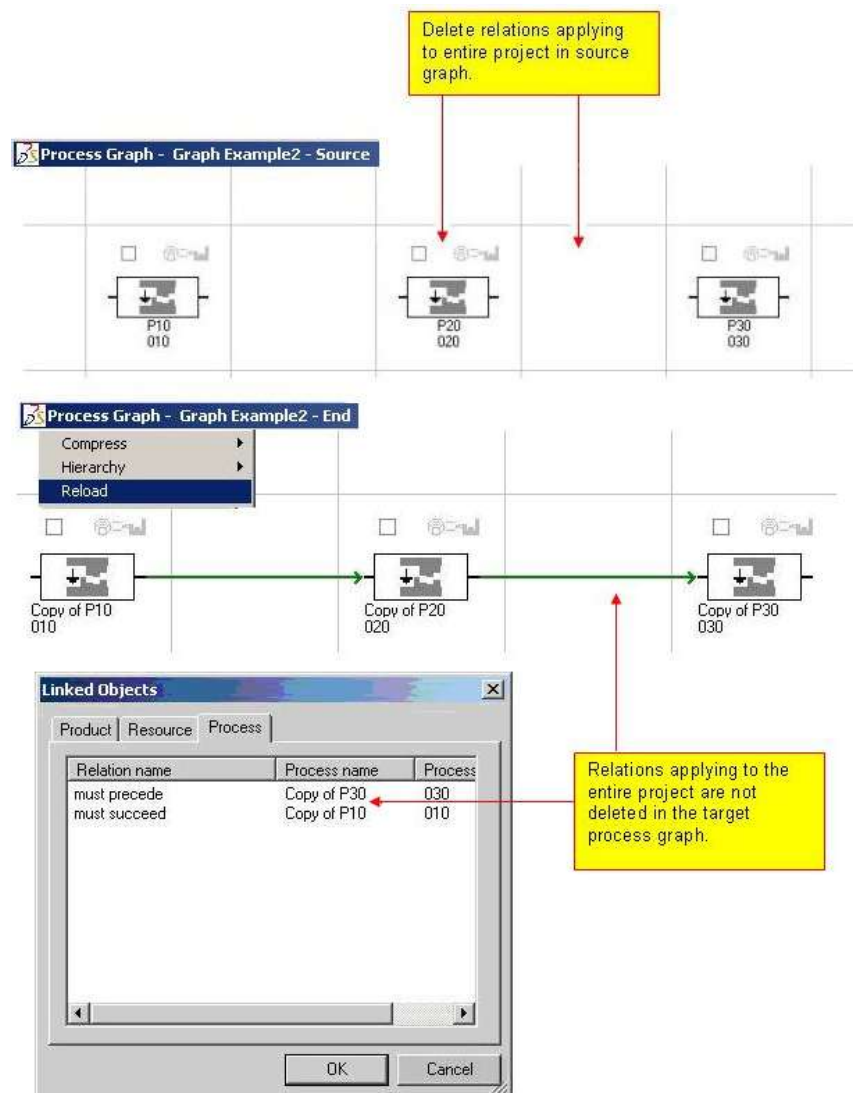 Delete relations applying
to entire project in source
graph.
Process Graph - Graph Example2 - Source
P10
010
P20
020
P30
030
Process Graph - Graph Example2 - End
Compress
Hierarchy
Reload
Copy of P10
010
Copy of P20
020
Copy of P30
030
Linked Objects
Product Resource Process
Relation name Process name Process
must precede Copy of P30 030
must succeed Copy of P10 010
Relations applying to the
entire project are not
deleted in the target
process graph.
OK Cancel